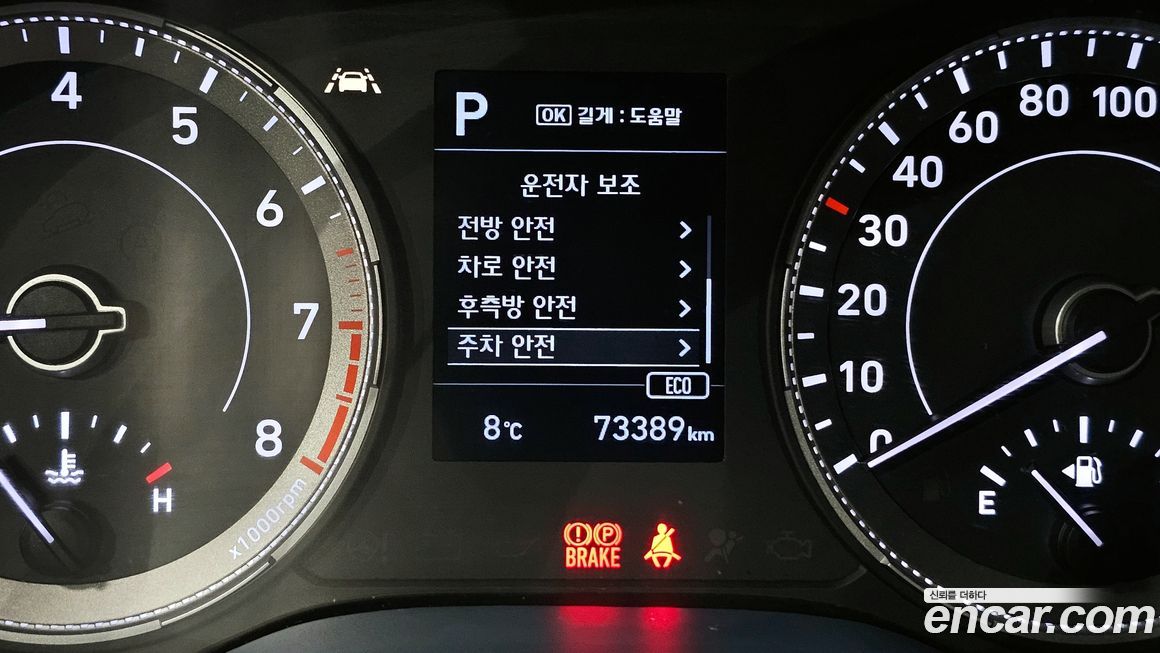 P
OK 길게 : 도움말
운전자 보조
전방 안전
차로 안전
후측방 안전
주차 안전
ECO
8℃ 73389km
4
5
6
7
8
x1000rpm
H
100
80
60
40
30
20
10
0
E
(!) (P)
BRAKE
신뢰를 더하다
encar.com